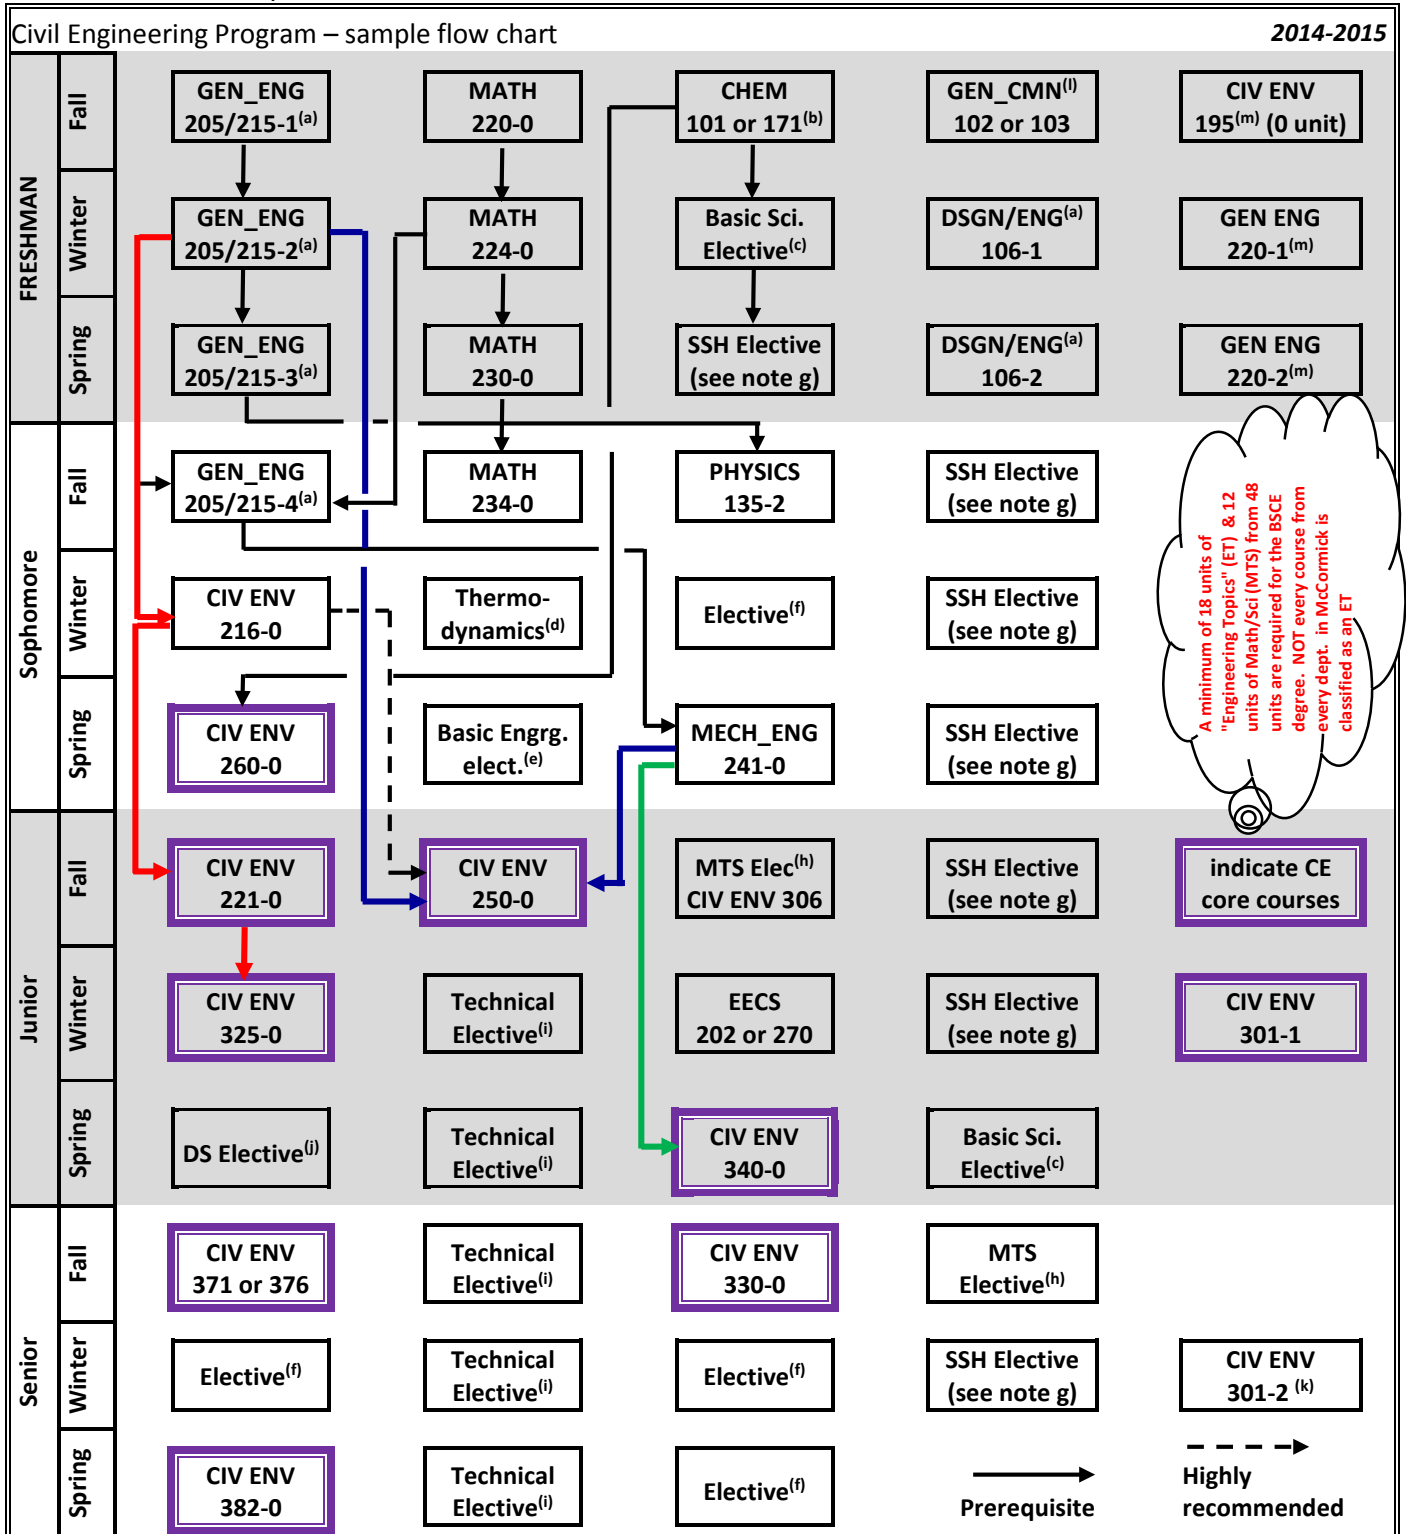 Civil Engineering Program – sample flow chart
2014-2015
FRESHMAN
Fall
GEN_ENG
205/215-1(a)
MATH
220-0
CHEM
101 or 171(b)
GEN_CMN(l)
102 or 103
CIV ENV
195(m) (0 unit)
Winter
GEN_ENG
205/215-2(a)
MATH
224-0
Basic Sci.
Elective(c)
DSGN/ENG(a)
106-1
GEN ENG
220-1(m)
Spring
GEN_ENG
205/215-3(a)
MATH
230-0
SSH Elective
(see note g)
DSGN/ENG(a)
106-2
GEN ENG
220-2(m)
Sophomore
Fall
GEN_ENG
205/215-4(a)
MATH
234-0
PHYSICS
135-2
SSH Elective
(see note g)
A minimum of 18 units of
"Engineering Topics" (ET) & 12
units of Math/Sci (MTS) from 48
units are required for the BSCE
degree. NOT every course from
every dept. in McCormick is
classified as an ET
Winter
CIV ENV
216-0
Thermo-
dynamics(d)
Elective(f)
SSH Elective
(see note g)
Spring
CIV ENV
260-0
Basic Engrg.
elect.(e)
MECH_ENG
241-0
SSH Elective
(see note g)
Junior
Fall
CIV ENV
221-0
CIV ENV
250-0
MTS Elec(h)
CIV ENV 306
SSH Elective
(see note g)
indicate CE
core courses
Winter
CIV ENV
325-0
Technical
Elective(i)
EECS
202 or 270
SSH Elective
(see note g)
CIV ENV
301-1
Spring
DS Elective(j)
Technical
Elective(i)
CIV ENV
340-0
Basic Sci.
Elective(c)
Senior
Fall
CIV ENV
371 or 376
Technical
Elective(i)
CIV ENV
330-0
MTS
Elective(h)
Winter
Elective(f)
Technical
Elective(i)
Elective(f)
SSH Elective
(see note g)
CIV ENV
301-2 (k)
Spring
CIV ENV
382-0
Technical
Elective(i)
Elective(f)
Prerequisite
Highly
recommended